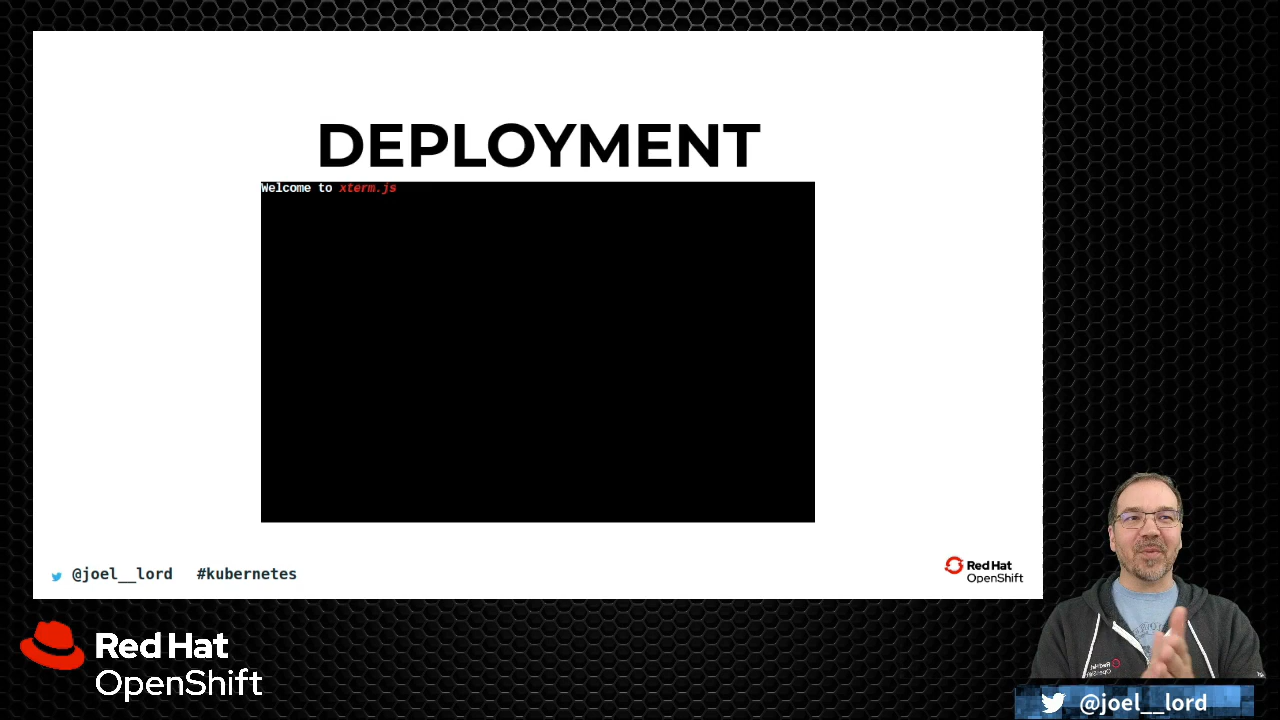 DEPLOYMENT
Welcome to xterm.js
@joel__lord #kubernetes
Red Hat
OpenShift
Red Hat
OpenShift
@joel__lord